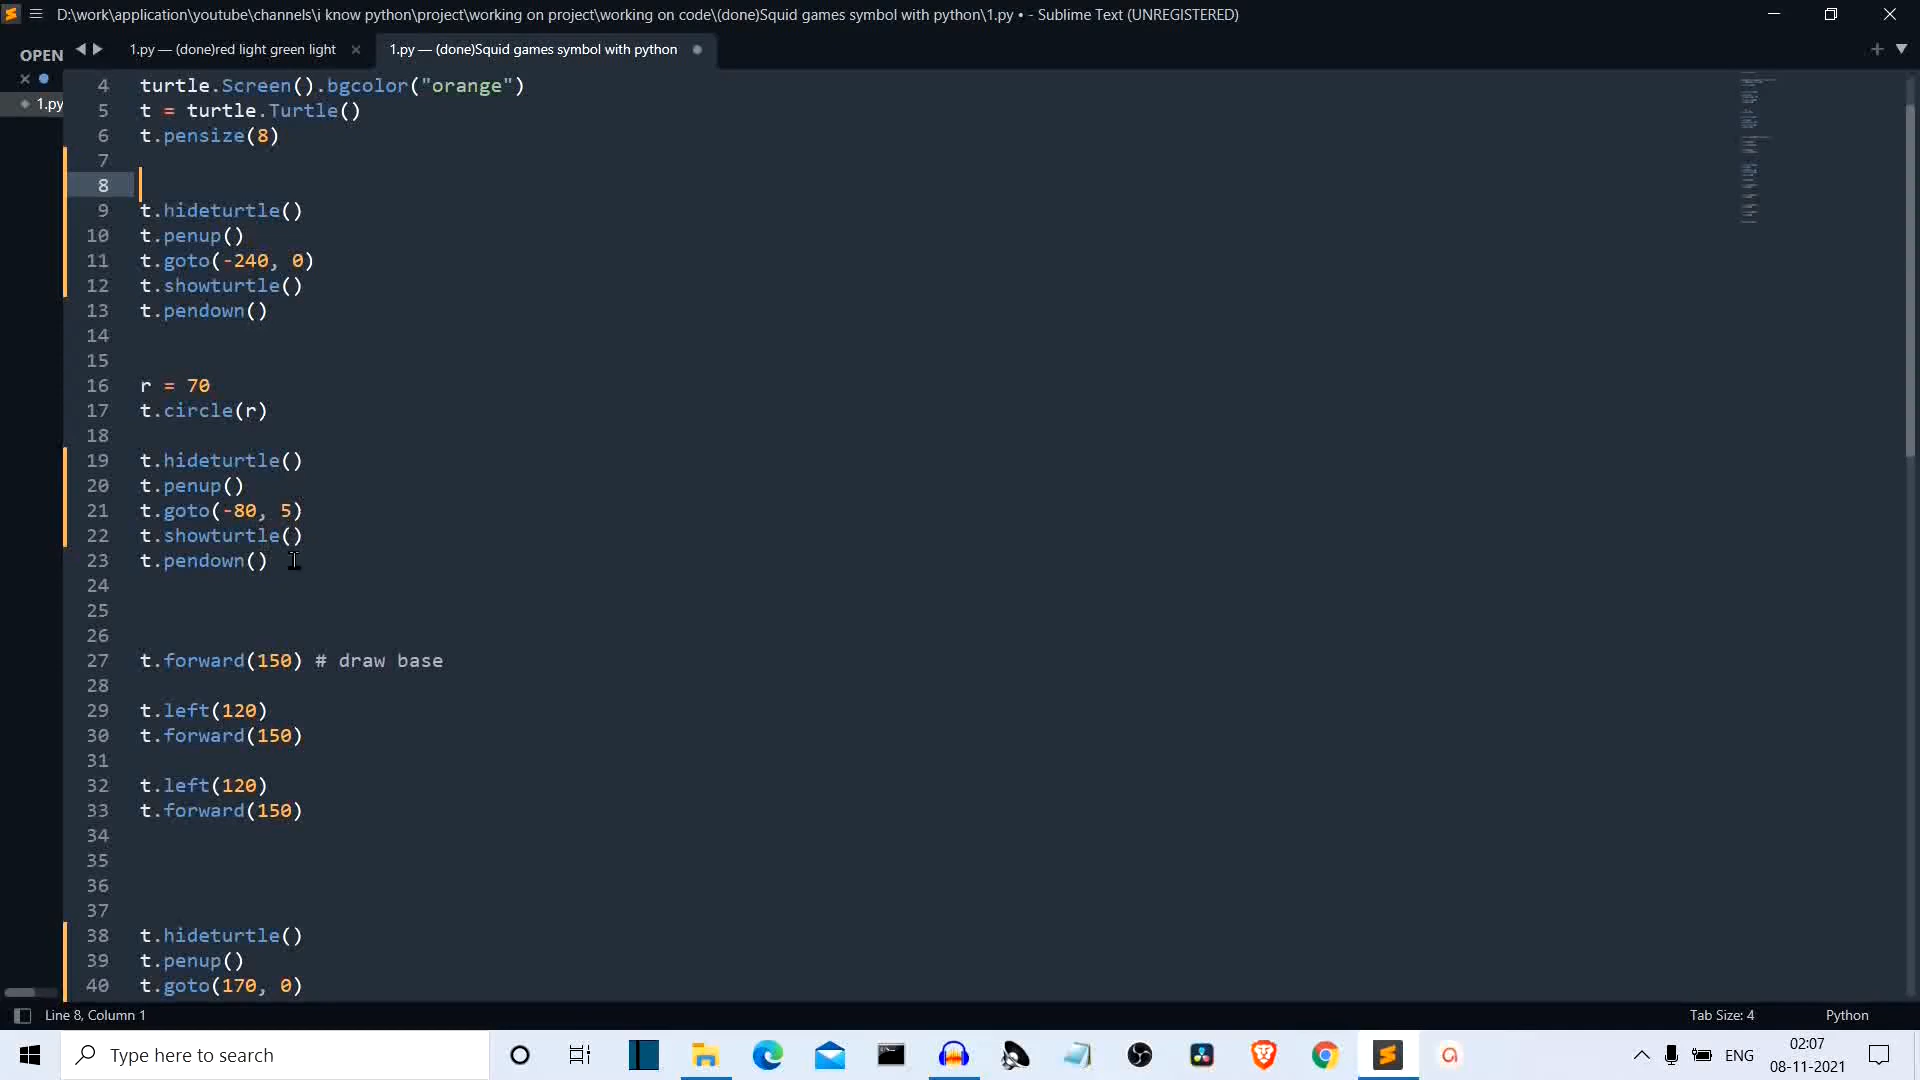 D:\work\application\youtube\channels\i know python\project\working on project\working on code\(done)Squid games symbol with python\1.py • - Sublime Text (UNREGISTERED)
OPEN
1.py — (done)red light green light
1.py — (done)Squid games symbol with python
1.py
4 turtle.Screen().bgcolor("orange")
5 t = turtle.Turtle()
6 t.pensize(8)
7
8
9 t.hideturtle()
10 t.penup()
11 t.goto(-240, 0)
12 t.showturtle()
13 t.pendown()
14
15
16 r = 70
17 t.circle(r)
18
19 t.hideturtle()
20 t.penup()
21 t.goto(-80, 5)
22 t.showturtle()
23 t.pendown()
24
25
26
27 t.forward(150) # draw base
28
29 t.left(120)
30 t.forward(150)
31
32 t.left(120)
33 t.forward(150)
34
35
36
37
38 t.hideturtle()
39 t.penup()
40 t.goto(170, 0)
Line 8, Column 1
Tab Size: 4
Python
Type here to search
ENG
02:07
08-11-2021